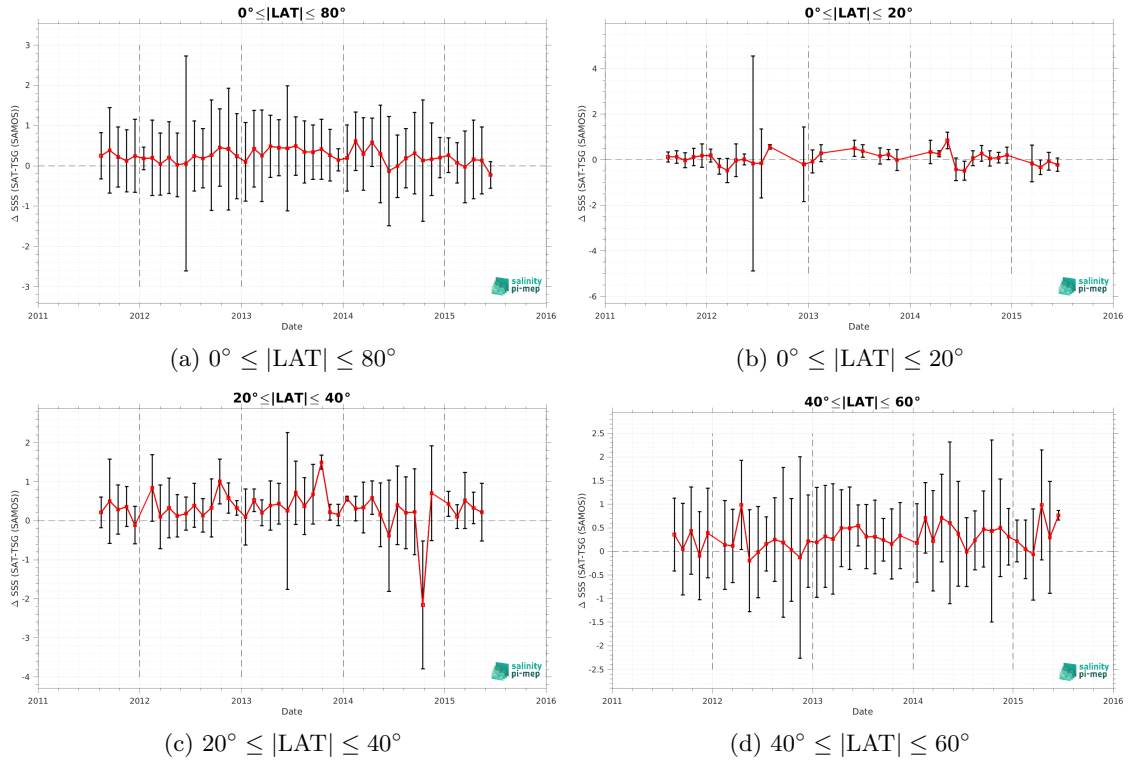 0°≤|LAT|≤ 80°
Δ SSS (SAT-TSG (SAMOS))
3
2
1
0
-1
-2
-3
2011 2012 2013 2014 2015 2016
Date
salinity
pi-mep
(a) 0° ≤ |LAT| ≤ 80°
0°≤|LAT|≤ 20°
Δ SSS (SAT-TSG (SAMOS))
4
2
0
-2
-4
-6
2011 2012 2013 2014 2015 2016
Date
salinity
pi-mep
(b) 0° ≤ |LAT| ≤ 20°
20°≤|LAT|≤ 40°
Δ SSS (SAT-TSG (SAMOS))
2
1
0
-1
-2
-3
-4
2011 2012 2013 2014 2015 2016
Date
salinity
pi-mep
(c) 20° ≤ |LAT| ≤ 40°
40°≤|LAT|≤ 60°
Δ SSS (SAT-TSG (SAMOS))
2.5
2
1.5
1
0.5
0
-0.5
-1
-1.5
-2
-2.5
2011 2012 2013 2014 2015 2016
Date
salinity
pi-mep
(d) 40° ≤ |LAT| ≤ 60°